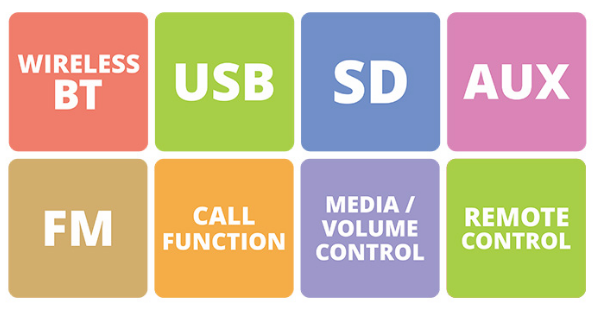 WIRELESS
BT
USB
SD
AUX
FM
CALL
FUNCTION
MEDIA /
VOLUME
CONTROL
REMOTE
CONTROL